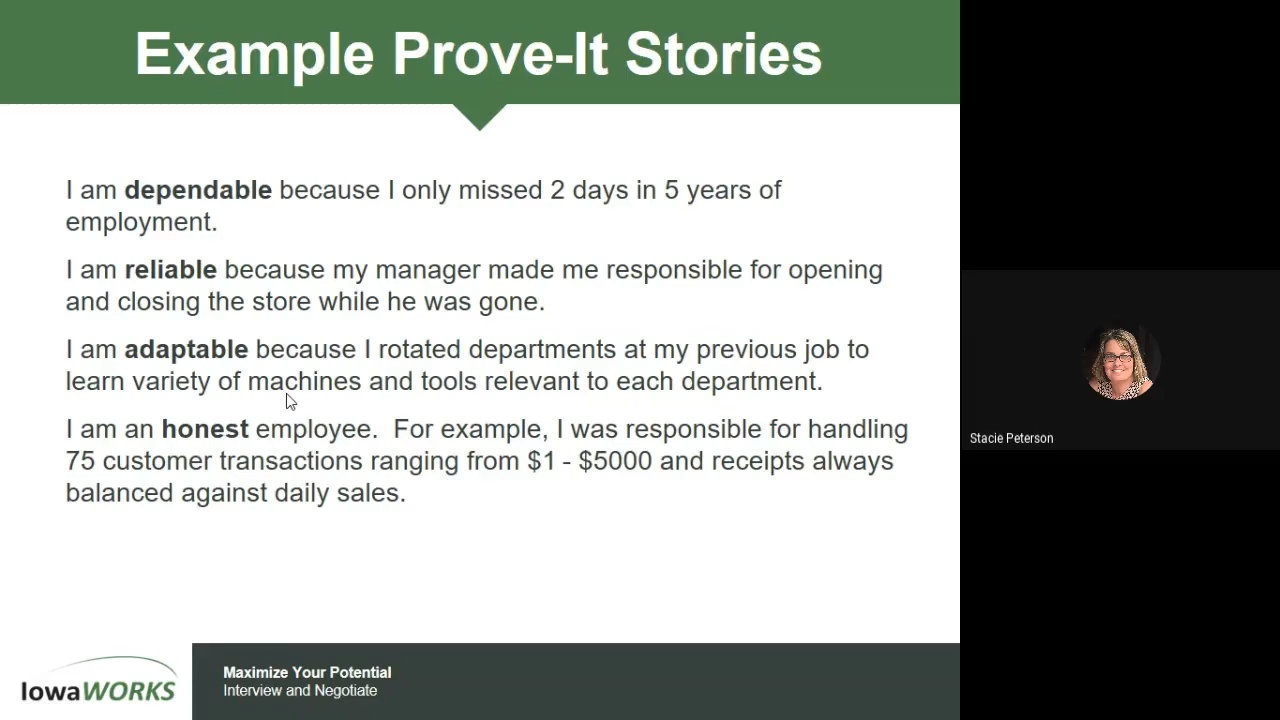 Example Prove-It Stories
I am dependable because I only missed 2 days in 5 years of
employment.
I am reliable because my manager made me responsible for opening
and closing the store while he was gone.
I am adaptable because I rotated departments at my previous job to
learn variety of machines and tools relevant to each department.
I am an honest employee.  For example, I was responsible for handling
75 customer transactions ranging from $1 - $5000 and receipts always
balanced against daily sales.
Stacie Peterson
IowaWORKS
Maximize Your Potential
Interview and Negotiate